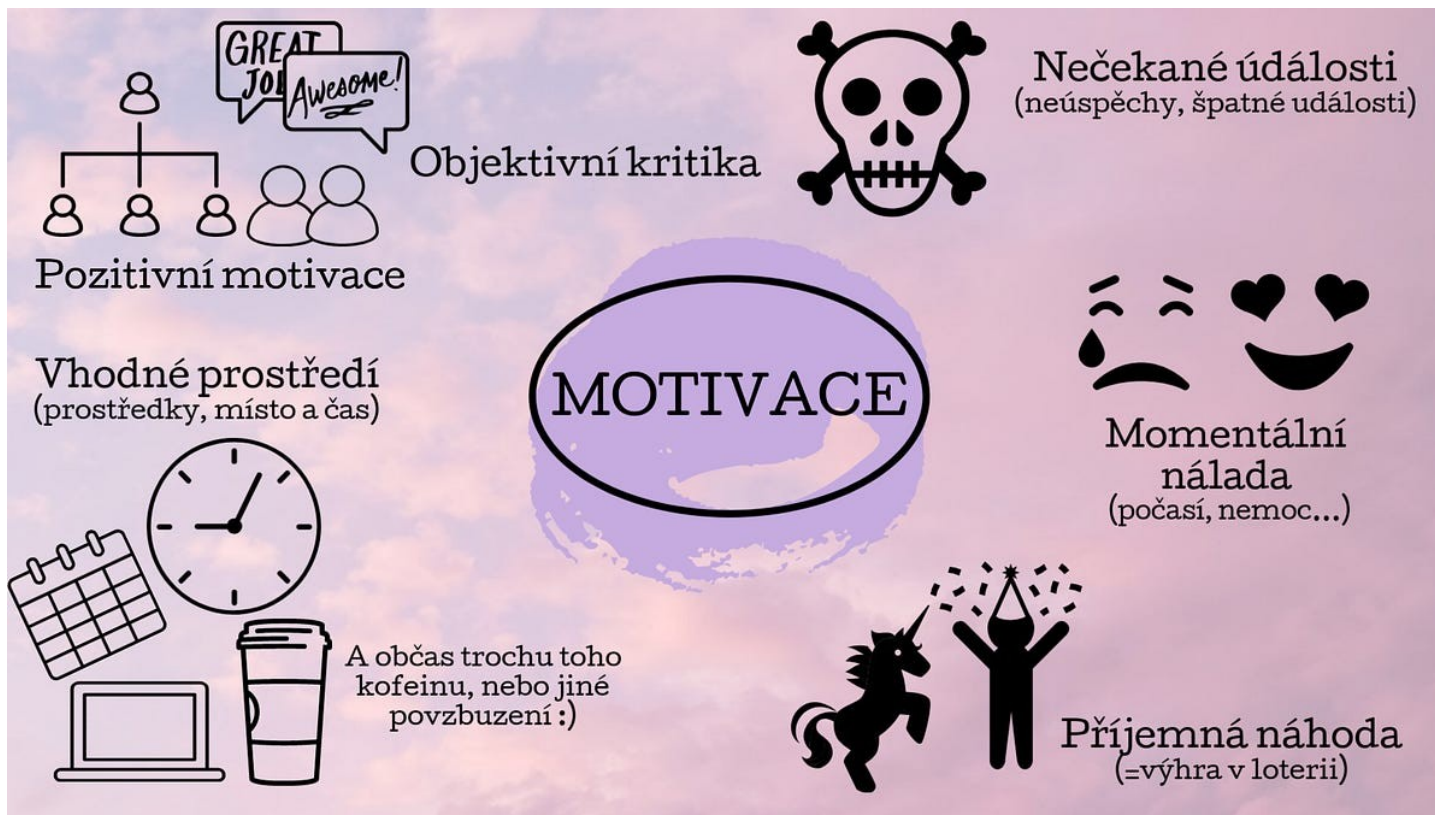 GREAT
JOB
Awesome!
Objektivní kritika
Pozitivní motivace
Vhodné prostředí
(prostředky, místo a čas)
A občas trochu toho
kofeinu, nebo jiné
povzbuzení :)
MOTIVACE
Nečekané údálosti
(neúspěchy, špatné události)
Momentální
nálada
(počasí, nemoc...)
Příjemná náhoda
(=výhra v loterii)